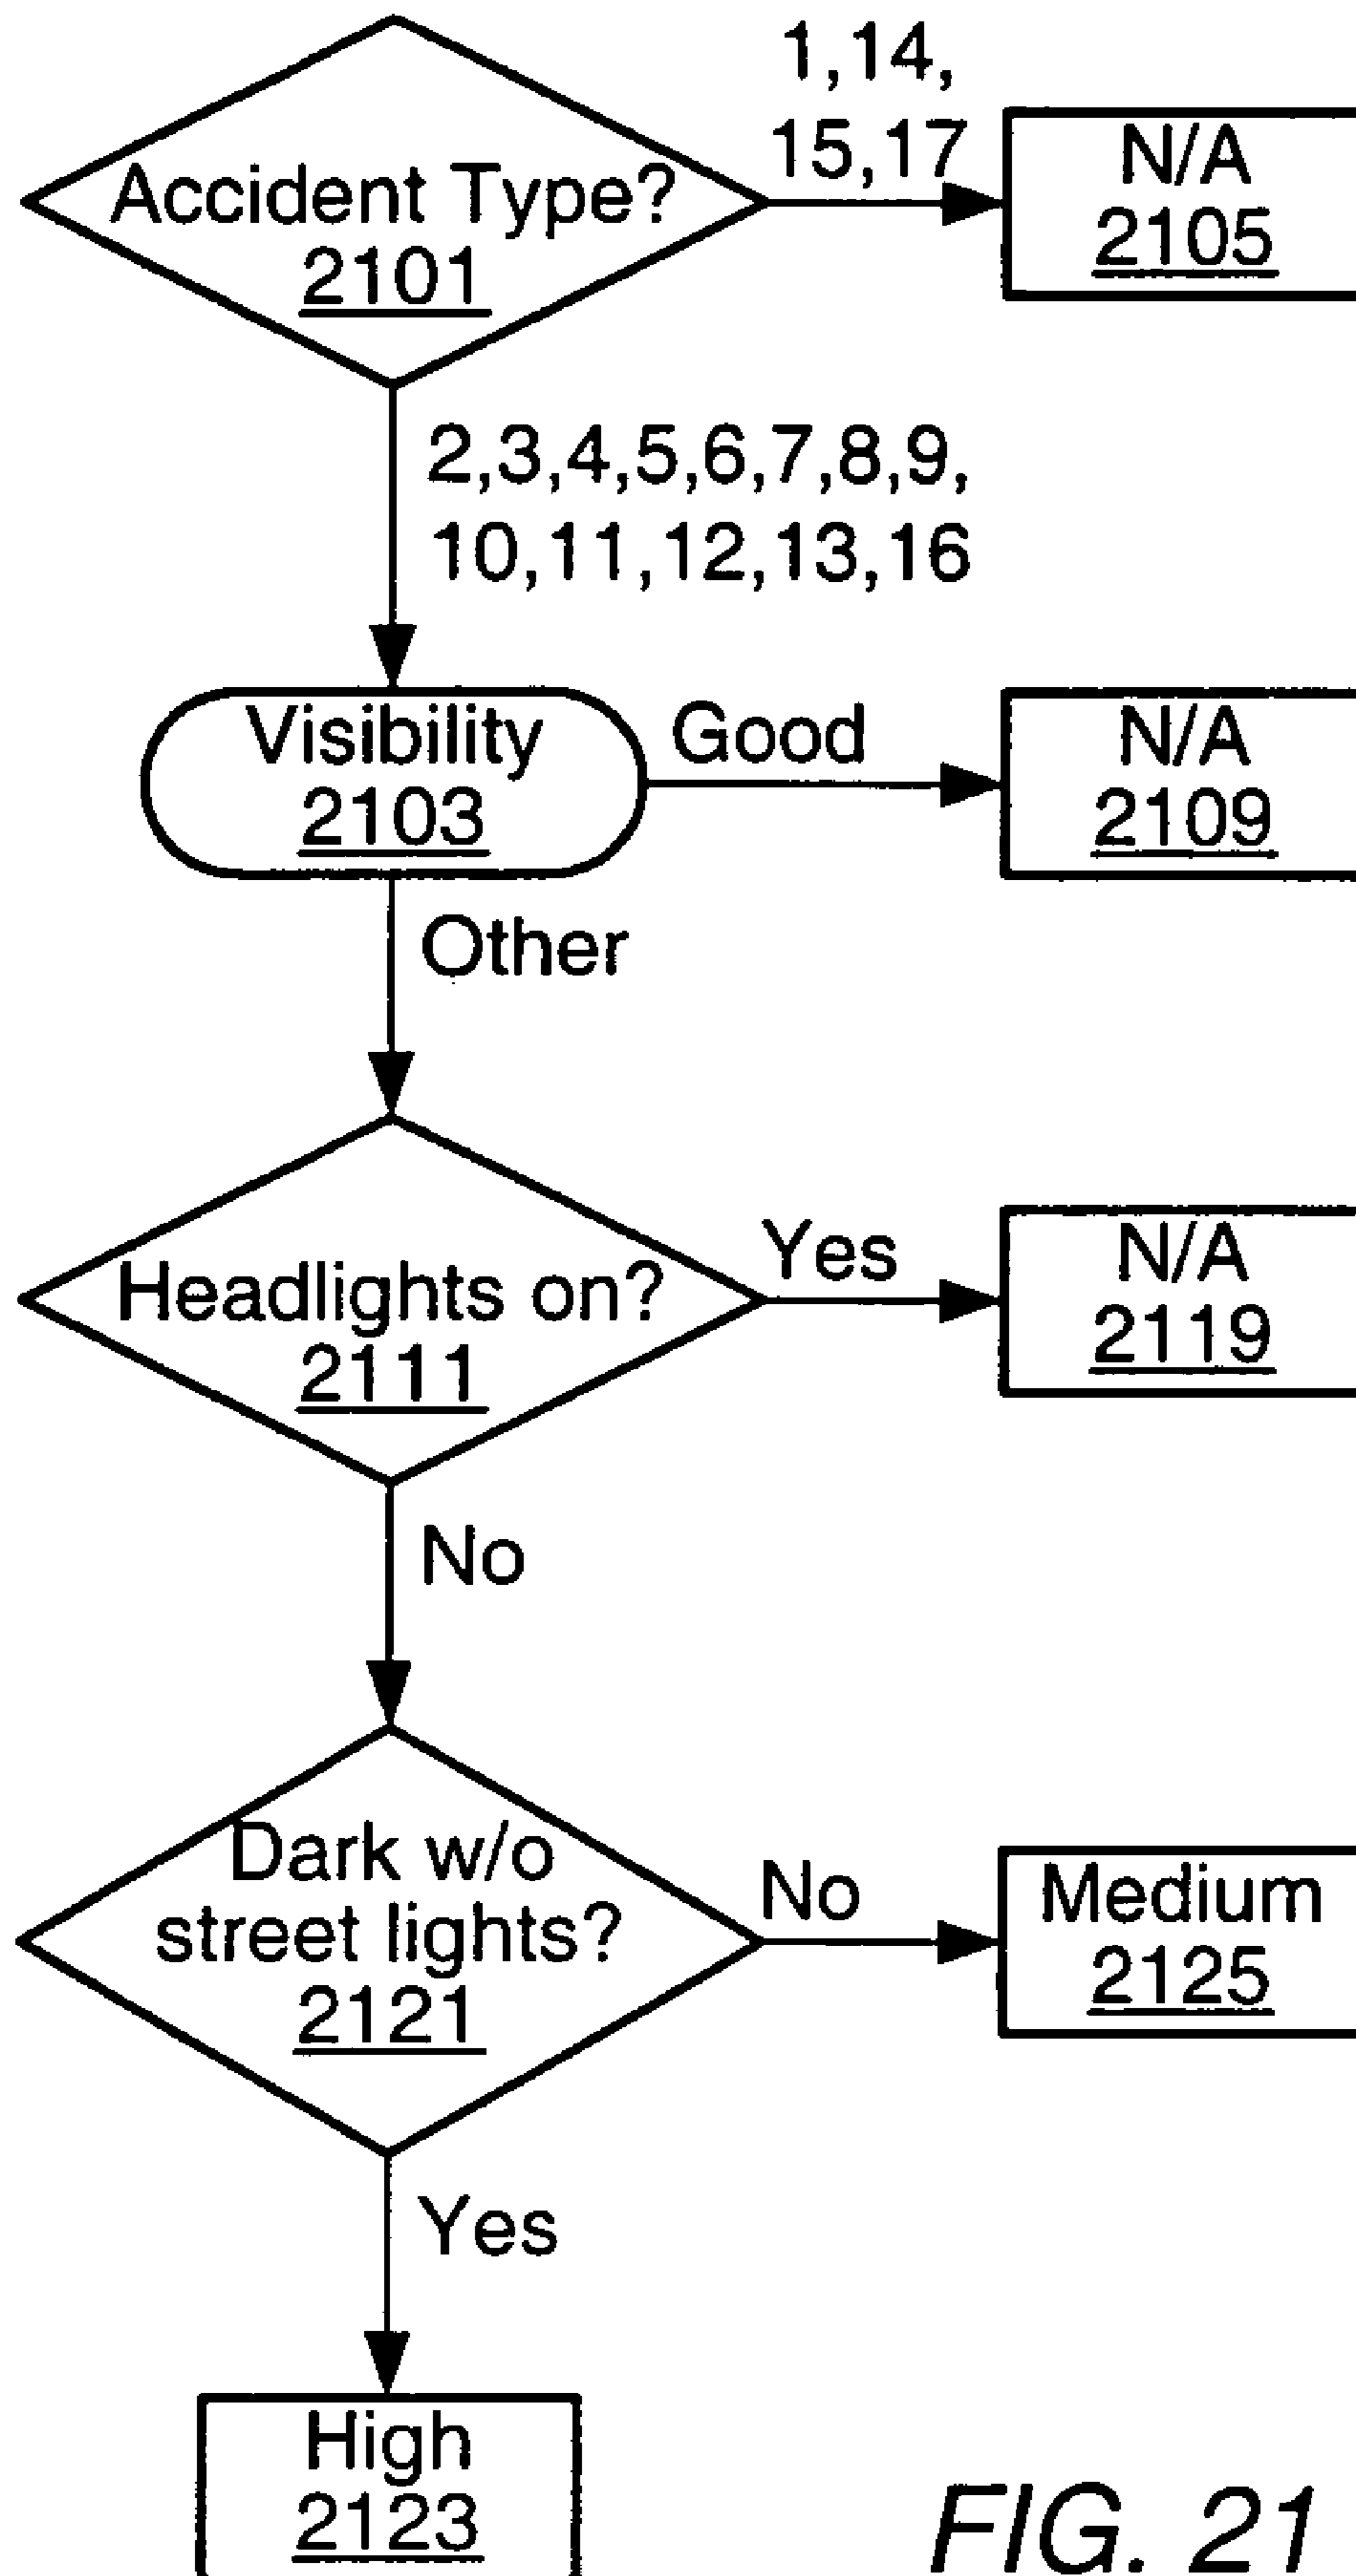 1,14,
15,17
Accident Type?
2101
N/A
2105
2,3,4,5,6,7,8,9,
10,11,12,13,16
Visibility
2103
Good
N/A
2109
Other
Headlights on?
2111
Yes
N/A
2119
No
Dark w/o
street lights?
2121
No
Medium
2125
Yes
High
2123
FIG. 21